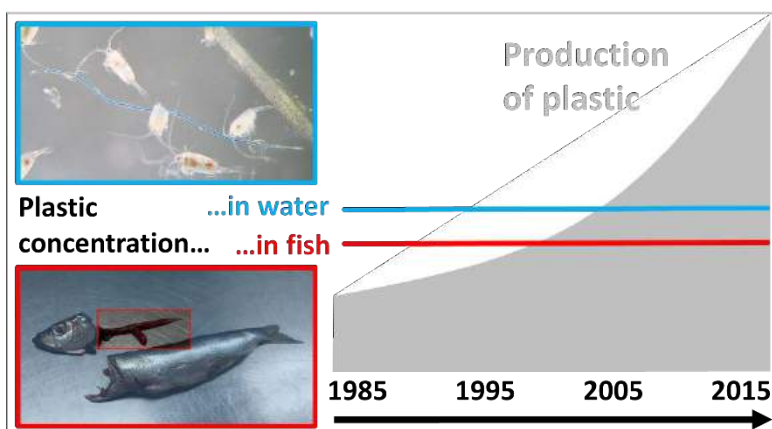 Production
of plastic
Plastic ...in water
concentration... ...in fish
1985 1995 2005 2015